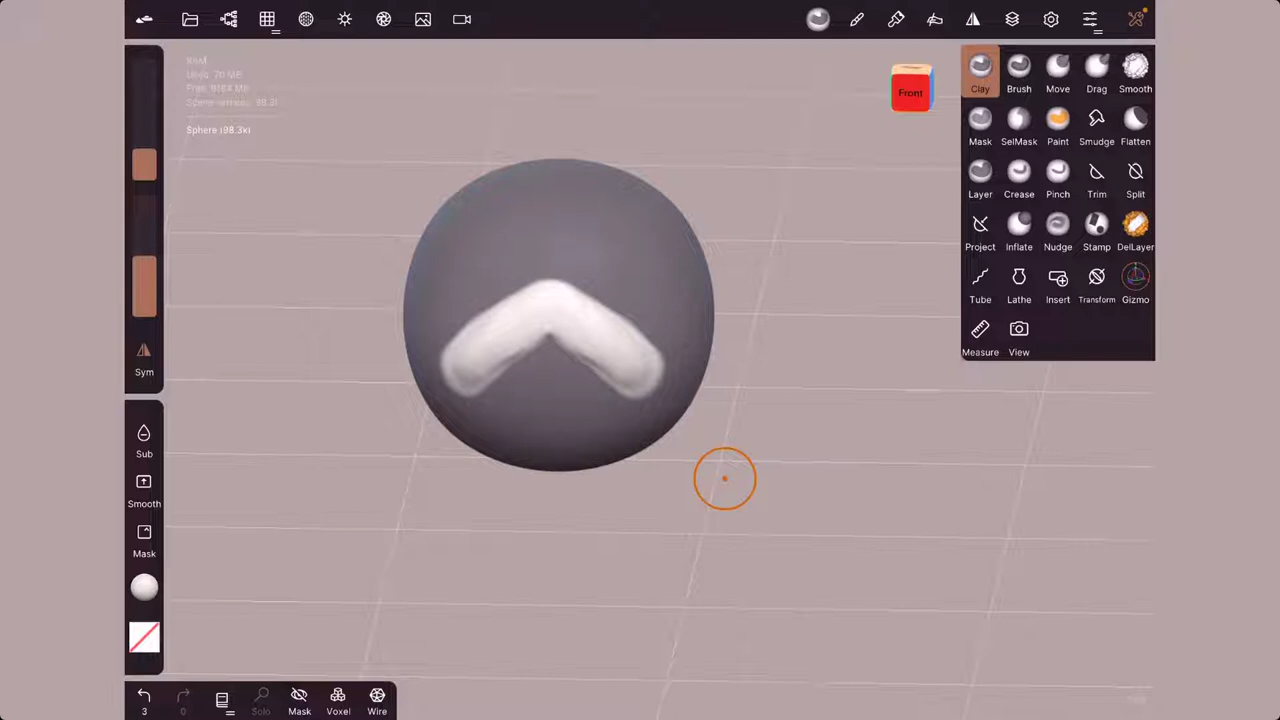 Sphere (98.3k)
Front
Clay Brush Move Drag Smooth
Mask SelMask Paint Smudge Flatten
Layer Crease Pinch Trim Split
Project Inflate Nudge Stamp DelLayer
Tube Lathe Insert Transform Gizmo
Measure View
Sym
Sub
Smooth
Mask
3 0 Solo Mask Voxel Wire